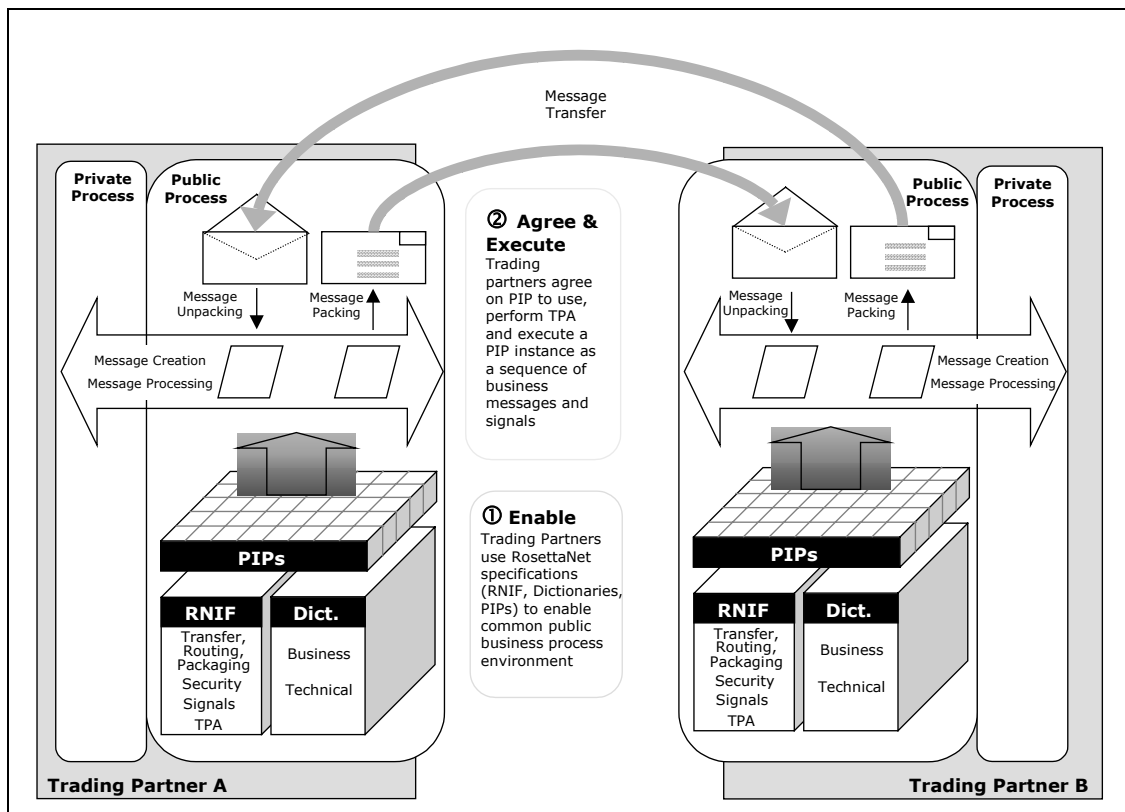 Message
Transfer
Private
Process
Public
Process
Message
Unpacking
Message
Packing
Message Creation
Message Processing
PIPs
RNIF
Transfer,
Routing,
Packaging
Security
Signals
TPA
Dict.
Business
Technical
Trading Partner A
② Agree &
Execute
Trading
partners agree
on PIP to use,
perform TPA
and execute a
PIP instance as
a sequence of
business
messages and
signals
① Enable
Trading Partners
use RosettaNet
specifications
(RNIF, Dictionaries,
PIPs) to enable
common public
business process
environment
Public
Process
Private
Process
Message
Unpacking
Message
Packing
Message Creation
Message Processing
PIPs
RNIF
Transfer,
Routing,
Packaging
Security
Signals
TPA
Dict.
Business
Technical
Trading Partner B